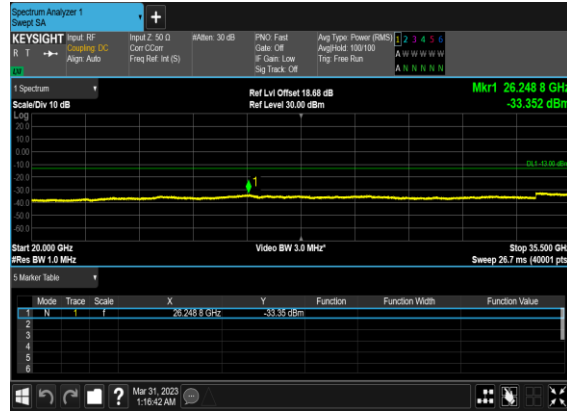 Spectrum Analyzer 1
Swept SA
+
KEYSIGHT Input: RF Input Z: 50 Ω #Atten: 30 dB PNO: Fast Avg Type: Power (RMS) 1 2 3 4 5 6
R T Coupling: DC Corr CCorr Gate: Off Avg|Hold: 100/100 A W W W W W
Align: Auto Freq Ref: Int (S) IF Gain: Low Trig: Free Run
Sig Track: Off A N N N N N
1 Spectrum Ref Lvl Offset 18.68 dB Mkr1 26.248 8 GHz
Scale/Div 10 dB Ref Level 30.00 dBm -33.352 dBm
Log
20.0
10.0
0.00
-10.0
DL1 -13.00 dBm
-20.0
1
-30.0
-40.0
-50.0
-60.0
Start 20.000 GHz Video BW 3.0 MHz* Stop 35.500 GHz
#Res BW 1.0 MHz Sweep 26.7 ms (40001 pts)
5 Marker Table
Mode Trace Scale X Y Function Function Width Function Value
1 N 1 f 26.248 8 GHz -33.35 dBm
2
3
4
5
6
? Mar 31, 2023
1:16:42 AM